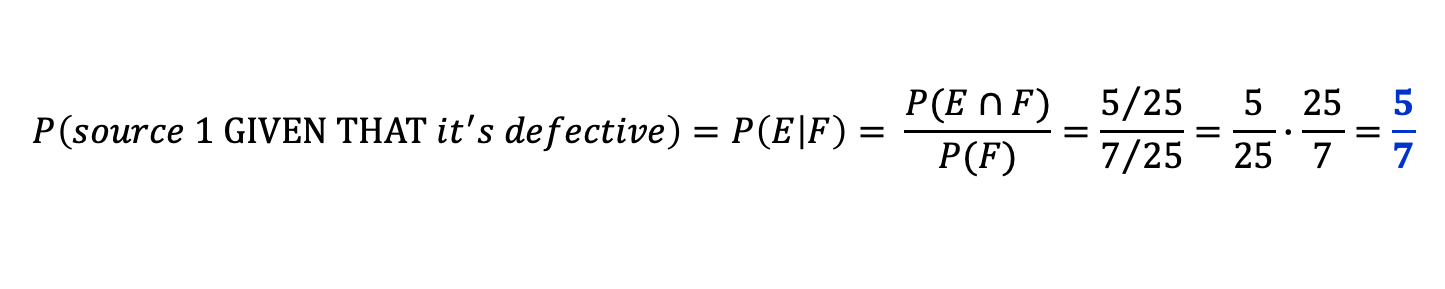 P(source 1 GIVEN THAT it's defective) = P(E|F) = P(E ∩ F)/P(F) = (5/25)/(7/25) = 5/25 · 25/7 = 5/7